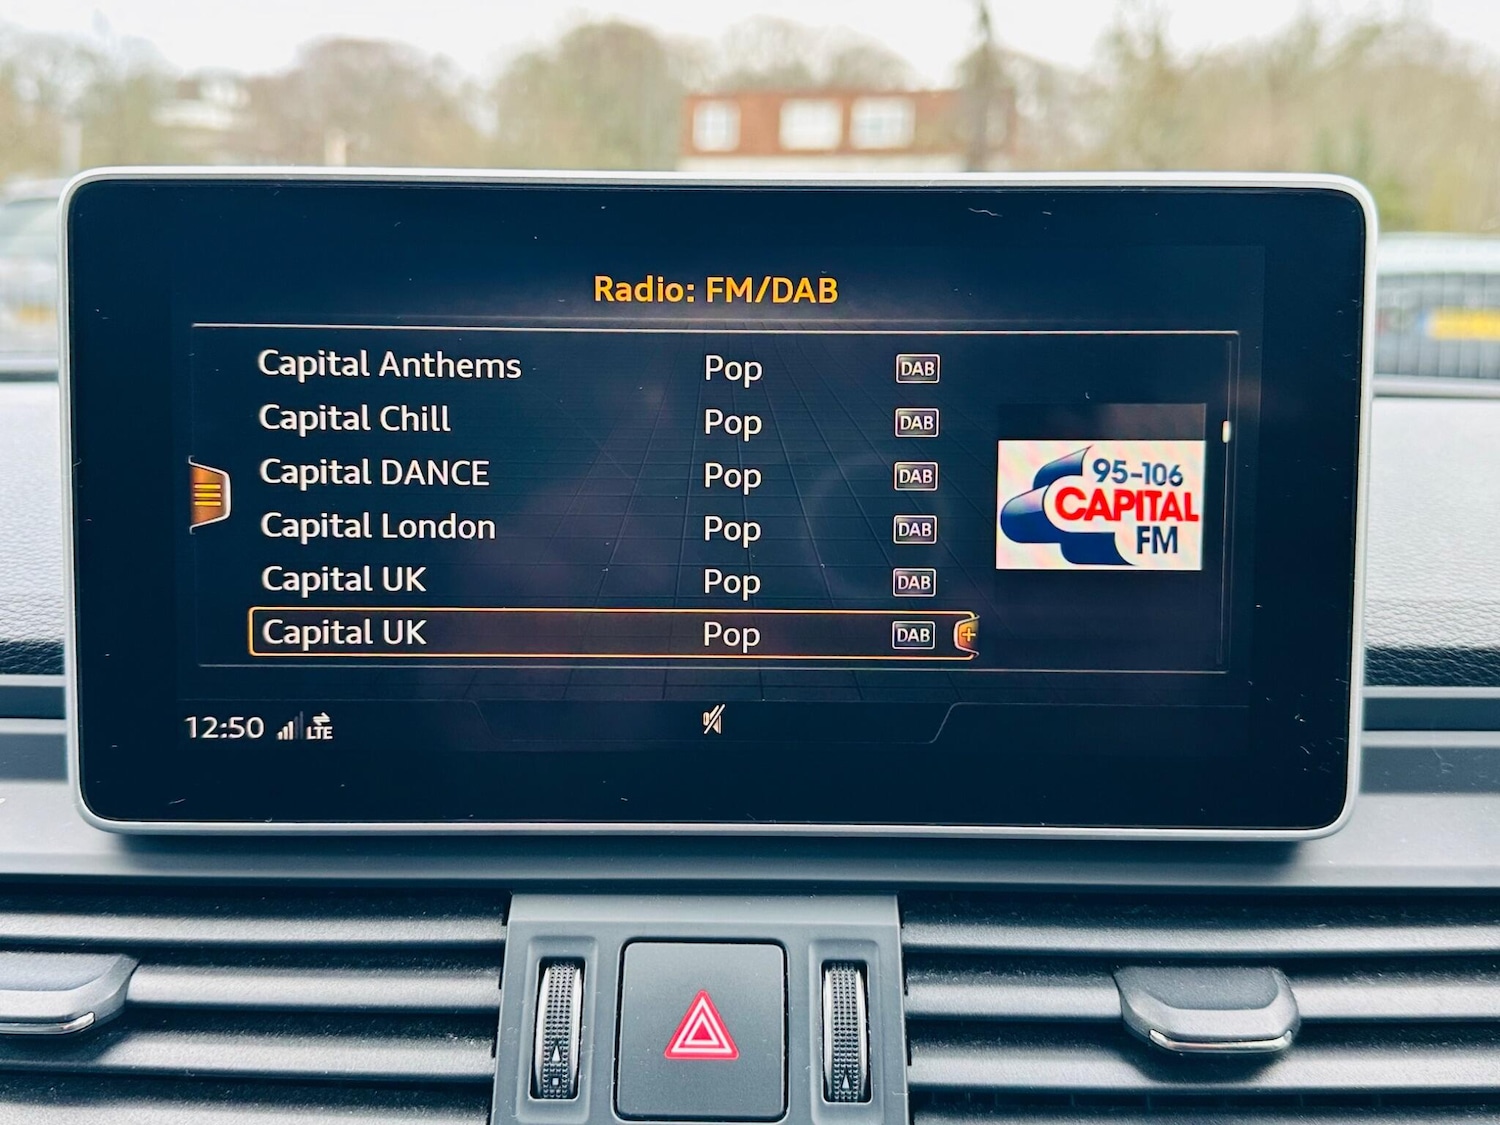 Radio: FM/DAB
Capital Anthems Pop DAB
Capital Chill Pop DAB
Capital DANCE Pop DAB
Capital London Pop DAB
Capital UK Pop DAB
Capital UK Pop DAB
95-106
CAPITAL
FM
12:50 LTE